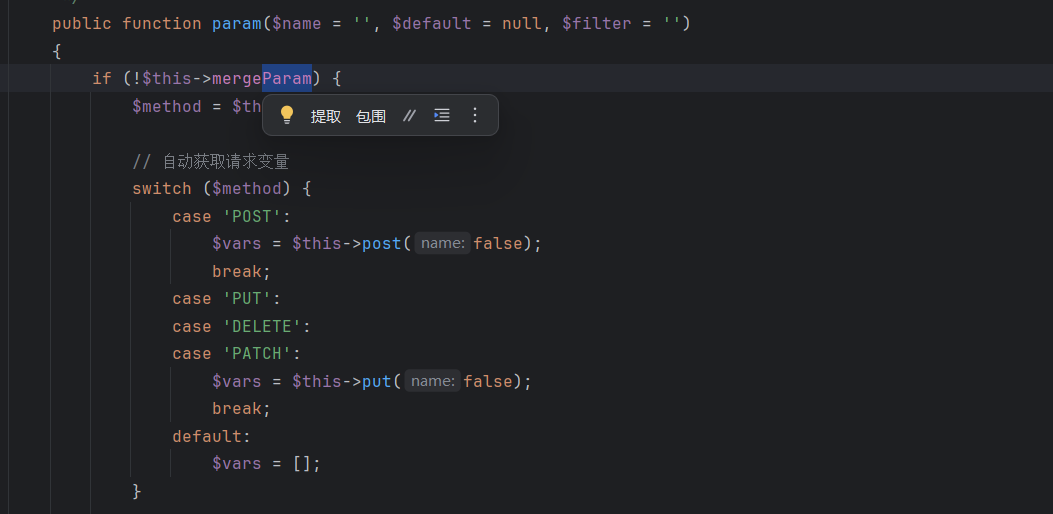 public function param($name = '', $default = null, $filter = '')
{
if (!$this->mergeParam) {
$method = $th
提取 包围 //
// 自动获取请求变量
switch ($method) {
case 'POST':
$vars = $this->post( name: false);
break;
case 'PUT':
case 'DELETE':
case 'PATCH':
$vars = $this->put( name: false);
break;
default:
$vars = [];
}